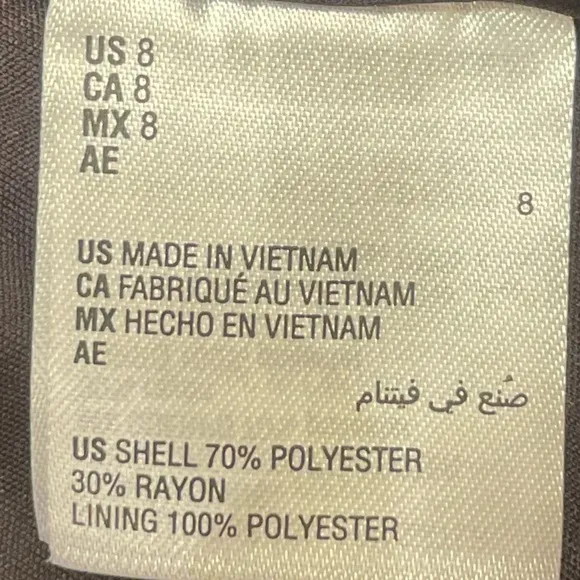 US 8
CA 8
MX 8
AE
8
US MADE IN VIETNAM
CA FABRIQUÉ AU VIETNAM
MX HECHO EN VIETNAM
AE
صُنع في فيتنام
US SHELL 70% POLYESTER
30% RAYON
LINING 100% POLYESTER